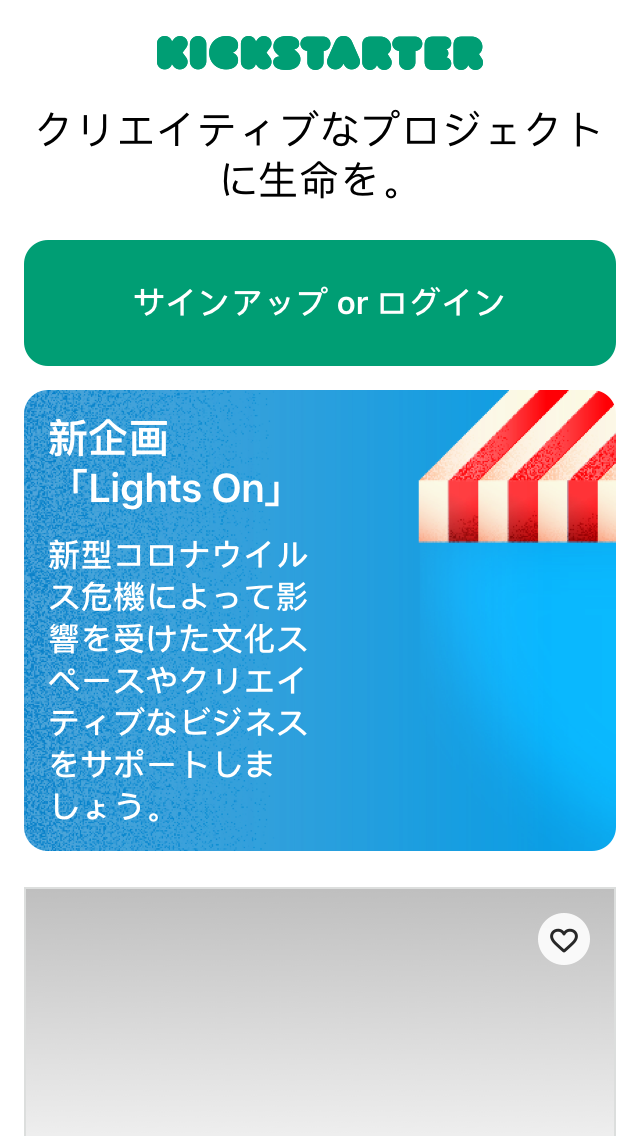 KICKSTARTER
クリエイティブなプロジェクト
に生命を。
サインアップ or ログイン
新企画
「Lights On」
新型コロナウイル
ス危機によって影
響を受けた文化ス
ペースやクリエイ
ティブなビジネス
をサポートしま
しょう。